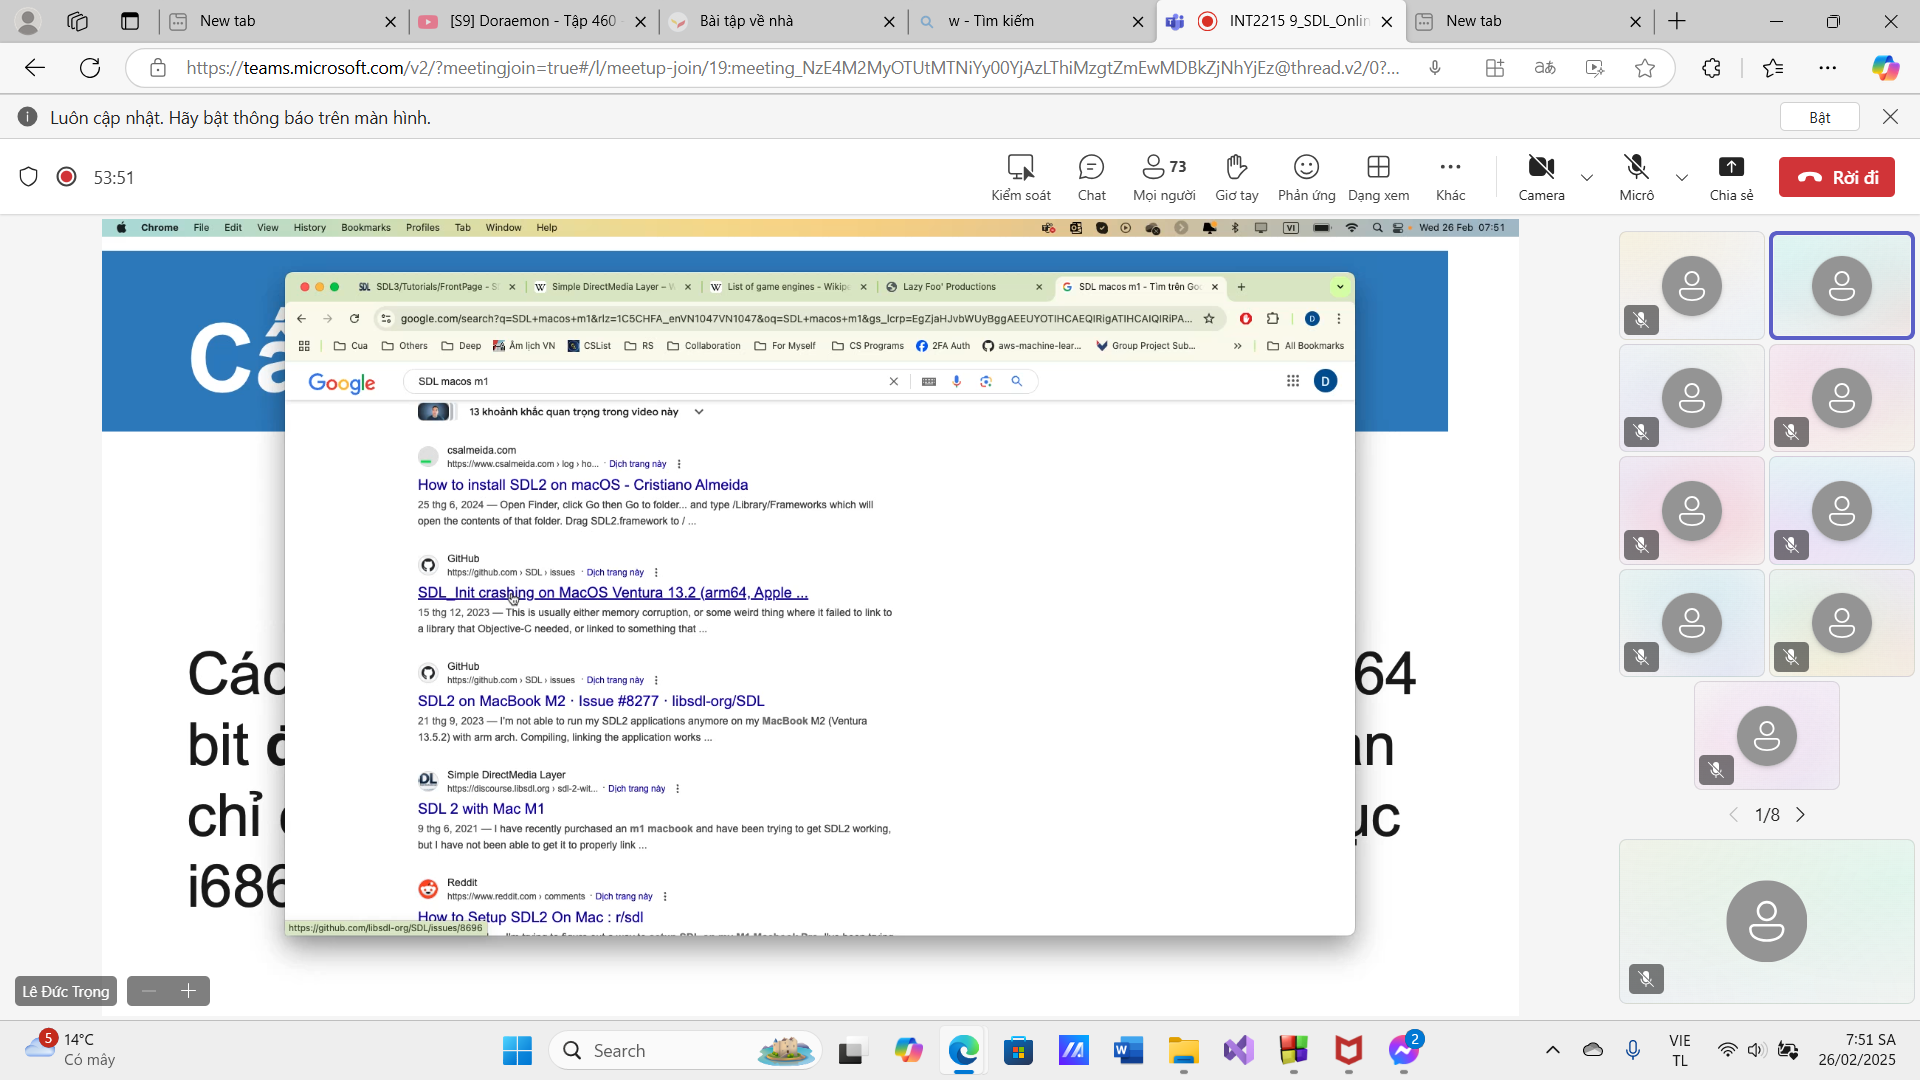 New tab
[S9] Doraemon - Tập 460
Bài tập về nhà
w - Tìm kiếm
INT2215 9_SDL_Onlin
New tab
https://teams.microsoft.com/v2/?meetingjoin=true#/l/meetup-join/19:meeting_NzE4M2MyOTUtMTNiYy00YjAzLThiMzgtZmEwMDBkZjNhYjEz@thread.v2/0?...
Luôn cập nhật. Hãy bật thông báo trên màn hình.
Bật
53:51
Kiểm soát
Chat
73
Mọi người
Giơ tay
Phản ứng
Dạng xem
Khác
Camera
Micrô
Chia sẻ
Rời đi
Chrome File Edit View History Bookmarks Profiles Tab Window Help
VI
Wed 26 Feb 07:51
SDL3/Tutorials/FrontPage - S
Simple DirectMedia Layer – W
List of game engines - Wikipe
Lazy Foo' Productions
SDL macos m1 - Tìm trên Goo
google.com/search?q=SDL+macos+m1&rlz=1C5CHFA_enVN1047VN1047&oq=SDL+macos+m1&gs_lcrp=EgZjaHJvbWUyBggAEEUYOTIHCAEQIRigATIHCAIQIRiPA...
D
Cua
Others
Deep
Âm lịch VN
CSList
RS
Collaboration
For Myself
CS Programs
2FA Auth
aws-machine-lear...
Group Project Sub...
All Bookmarks
Google
SDL macos m1
D
13 khoảnh khắc quan trọng trong video này
csalmeida.com
https://www.csalmeida.com › log › ho... · Dịch trang này
How to install SDL2 on macOS - Cristiano Almeida
25 thg 6, 2024 — Open Finder, click Go then Go to folder... and type /Library/Frameworks which will
open the contents of that folder. Drag SDL2.framework to / ...
GitHub
https://github.com › SDL › issues · Dịch trang này
SDL_Init crashing on MacOS Ventura 13.2 (arm64, Apple ...
15 thg 12, 2023 — This is usually either memory corruption, or some weird thing where it failed to link to
a library that Objective-C needed, or linked to something that ...
GitHub
https://github.com › SDL › issues · Dịch trang này
SDL2 on MacBook M2 · Issue #8277 · libsdl-org/SDL
21 thg 9, 2023 — I'm not able to run my SDL2 applications anymore on my MacBook M2 (Ventura
13.5.2) with arm arch. Compiling, linking the application works ...
Simple DirectMedia Layer
https://discourse.libsdl.org › sdl-2-wit... · Dịch trang này
SDL 2 with Mac M1
9 thg 6, 2021 — I have recently purchased an m1 macbook and have been trying to get SDL2 working,
but I have not been able to get it to properly link ...
Reddit
https://www.reddit.com › comments · Dịch trang này
How to Setup SDL2 On Mac : r/sdl
https://github.com/libsdl-org/SDL/issues/8696
Các
64
bit
chỉ
i686
1/8
Lê Đức Trọng
5
14°C
Có mây
Search
2
VIE
TL
7:51 SA
26/02/2025